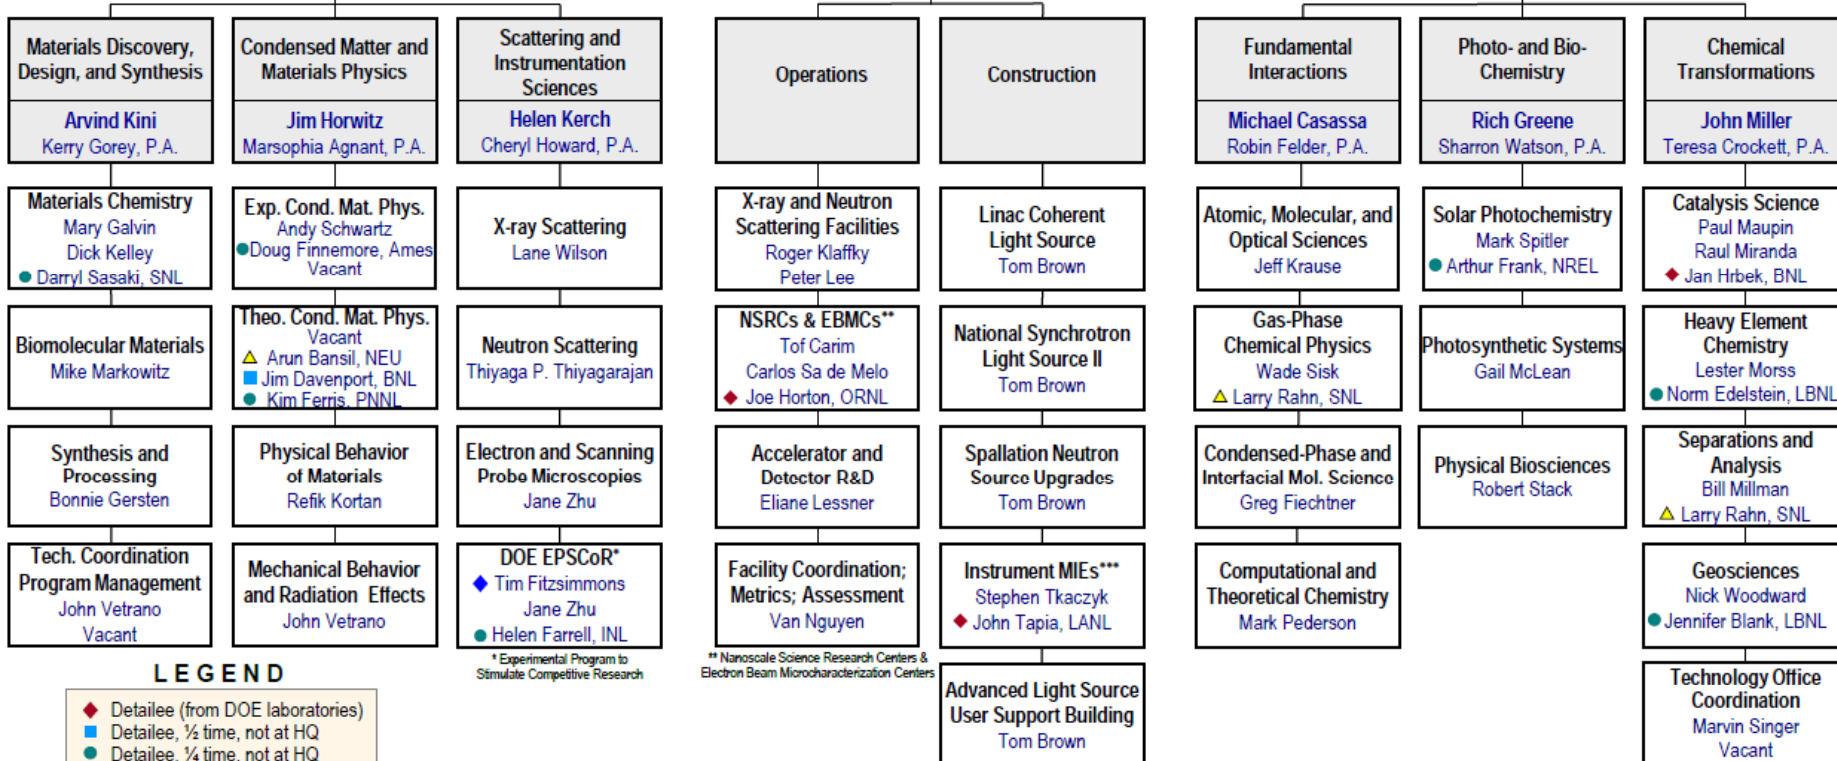 Materials Discovery,
Design, and Synthesis
Arvind Kini
Kerry Gorey, P.A.
Materials Chemistry
Mary Galvin
Dick Kelley
Darryl Sasaki, SNL
Biomolecular Materials
Mike Markowitz
Synthesis and
Processing
Bonnie Gersten
Tech. Coordination
Program Management
John Vetrano
Vacant
Condensed Matter and
Materials Physics
Jim Horwitz
Marsophia Agnant, P.A.
Exp. Cond. Mat. Phys.
Andy Schwartz
Doug Finnemore, Ames
Vacant
Theo. Cond. Mat. Phys.
Vacant
Arun Bansil, NEU
Jim Davenport, BNL
Kim Ferris, PNNL
Physical Behavior
of Materials
Refik Kortan
Mechanical Behavior
and Radiation Effects
John Vetrano
Scattering and
Instrumentation
Sciences
Helen Kerch
Cheryl Howard, P.A.
X-ray Scattering
Lane Wilson
Neutron Scattering
Thiyaga P. Thiyagarajan
Electron and Scanning
Probe Microscopies
Jane Zhu
DOE EPSCoR*
Tim Fitzsimmons
Jane Zhu
Helen Farrell, INL
* Experimental Program to
Stimulate Competitive Research
Operations
X-ray and Neutron
Scattering Facilities
Roger Klaffky
Peter Lee
NSRCs & EBMCs**
Tof Carim
Carlos Sa de Melo
Joe Horton, ORNL
Accelerator and
Detector R&D
Eliane Lessner
Facility Coordination;
Metrics; Assessment
Van Nguyen
** Nanoscale Science Research Centers &
Electron Beam Microcharacterization Centers
Construction
Linac Coherent
Light Source
Tom Brown
National Synchrotron
Light Source II
Tom Brown
Spallation Neutron
Source Upgrades
Tom Brown
Instrument MIEs***
Stephen Tkaczyk
John Tapia, LANL
Advanced Light Source
User Support Building
Tom Brown
Fundamental
Interactions
Michael Casassa
Robin Felder, P.A.
Atomic, Molecular, and
Optical Sciences
Jeff Krause
Gas-Phase
Chemical Physics
Wade Sisk
Larry Rahn, SNL
Condensed-Phase and
Interfacial Mol. Science
Greg Fiechtner
Computational and
Theoretical Chemistry
Mark Pederson
Photo- and Bio-
Chemistry
Rich Greene
Sharron Watson, P.A.
Solar Photochemistry
Mark Spitler
Arthur Frank, NREL
Photosynthetic Systems
Gail McLean
Physical Biosciences
Robert Stack
Chemical
Transformations
John Miller
Teresa Crockett, P.A.
Catalysis Science
Paul Maupin
Raul Miranda
Jan Hrbek, BNL
Heavy Element
Chemistry
Lester Morss
Norm Edelstein, LBNL
Separations and
Analysis
Bill Millman
Larry Rahn, SNL
Geosciences
Nick Woodward
Jennifer Blank, LBNL
Technology Office
Coordination
Marvin Singer
Vacant
LEGEND
Detailee (from DOE laboratories)
Detailee, ½ time, not at HQ
Detailee, ¼ time, not at HQ